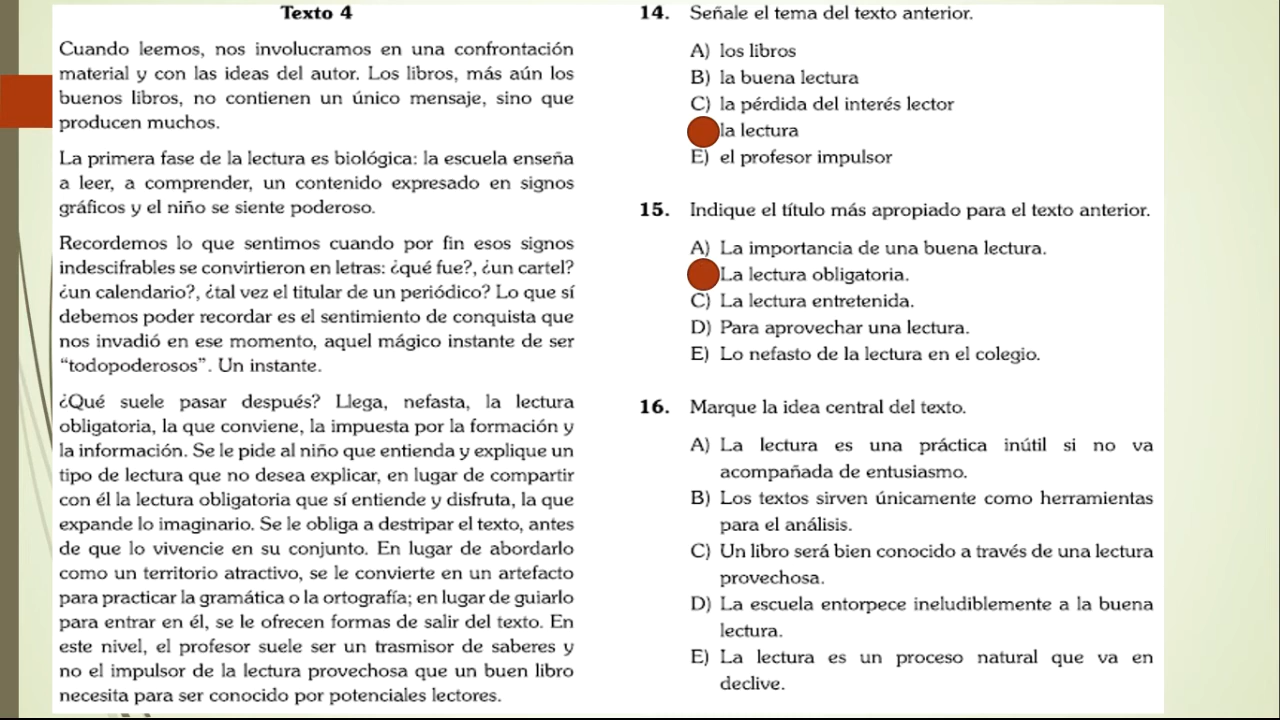 Texto 4
Cuando leemos, nos involucramos en una confrontación
material y con las ideas del autor. Los libros, más aún los
buenos libros, no contienen un único mensaje, sino que
producen muchos.
La primera fase de la lectura es biológica: la escuela enseña
a leer, a comprender, un contenido expresado en signos
gráficos y el niño se siente poderoso.
Recordemos lo que sentimos cuando por fin esos signos
indescifrables se convirtieron en letras: ¿qué fue?, ¿un cartel?
¿un calendario?, ¿tal vez el titular de un periódico? Lo que sí
debemos poder recordar es el sentimiento de conquista que
nos invadió en ese momento, aquel mágico instante de ser
“todopoderosos”. Un instante.
¿Qué suele pasar después? Llega, nefasta, la lectura
obligatoria, la que conviene, la impuesta por la formación y
la información. Se le pide al niño que entienda y explique un
tipo de lectura que no desea explicar, en lugar de compartir
con él la lectura obligatoria que sí entiende y disfruta, la que
expande lo imaginario. Se le obliga a destripar el texto, antes
de que lo vivencie en su conjunto. En lugar de abordarlo
como un territorio atractivo, se le convierte en un artefacto
para practicar la gramática o la ortografía; en lugar de guiarlo
para entrar en él, se le ofrecen formas de salir del texto. En
este nivel, el profesor suele ser un trasmisor de saberes y
no el impulsor de la lectura provechosa que un buen libro
necesita para ser conocido por potenciales lectores.
14. Señale el tema del texto anterior.
A) los libros
B) la buena lectura
C) la pérdida del interés lector
la lectura
E) el profesor impulsor
15. Indique el título más apropiado para el texto anterior.
A) La importancia de una buena lectura.
La lectura obligatoria.
C) La lectura entretenida.
D) Para aprovechar una lectura.
E) Lo nefasto de la lectura en el colegio.
16. Marque la idea central del texto.
A) La lectura es una práctica inútil si no va
acompañada de entusiasmo.
B) Los textos sirven únicamente como herramientas
para el análisis.
C) Un libro será bien conocido a través de una lectura
provechosa.
D) La escuela entorpece ineludiblemente a la buena
lectura.
E) La lectura es un proceso natural que va en
declive.